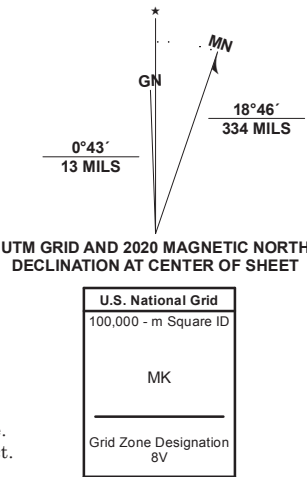 ★
MN
GN
18°46´
334 MILS
0°43´
13 MILS
UTM GRID AND 2020 MAGNETIC NORTH
DECLINATION AT CENTER OF SHEET
U.S. National Grid
100,000 - m Square ID
MK
Grid Zone Designation
8V
t.